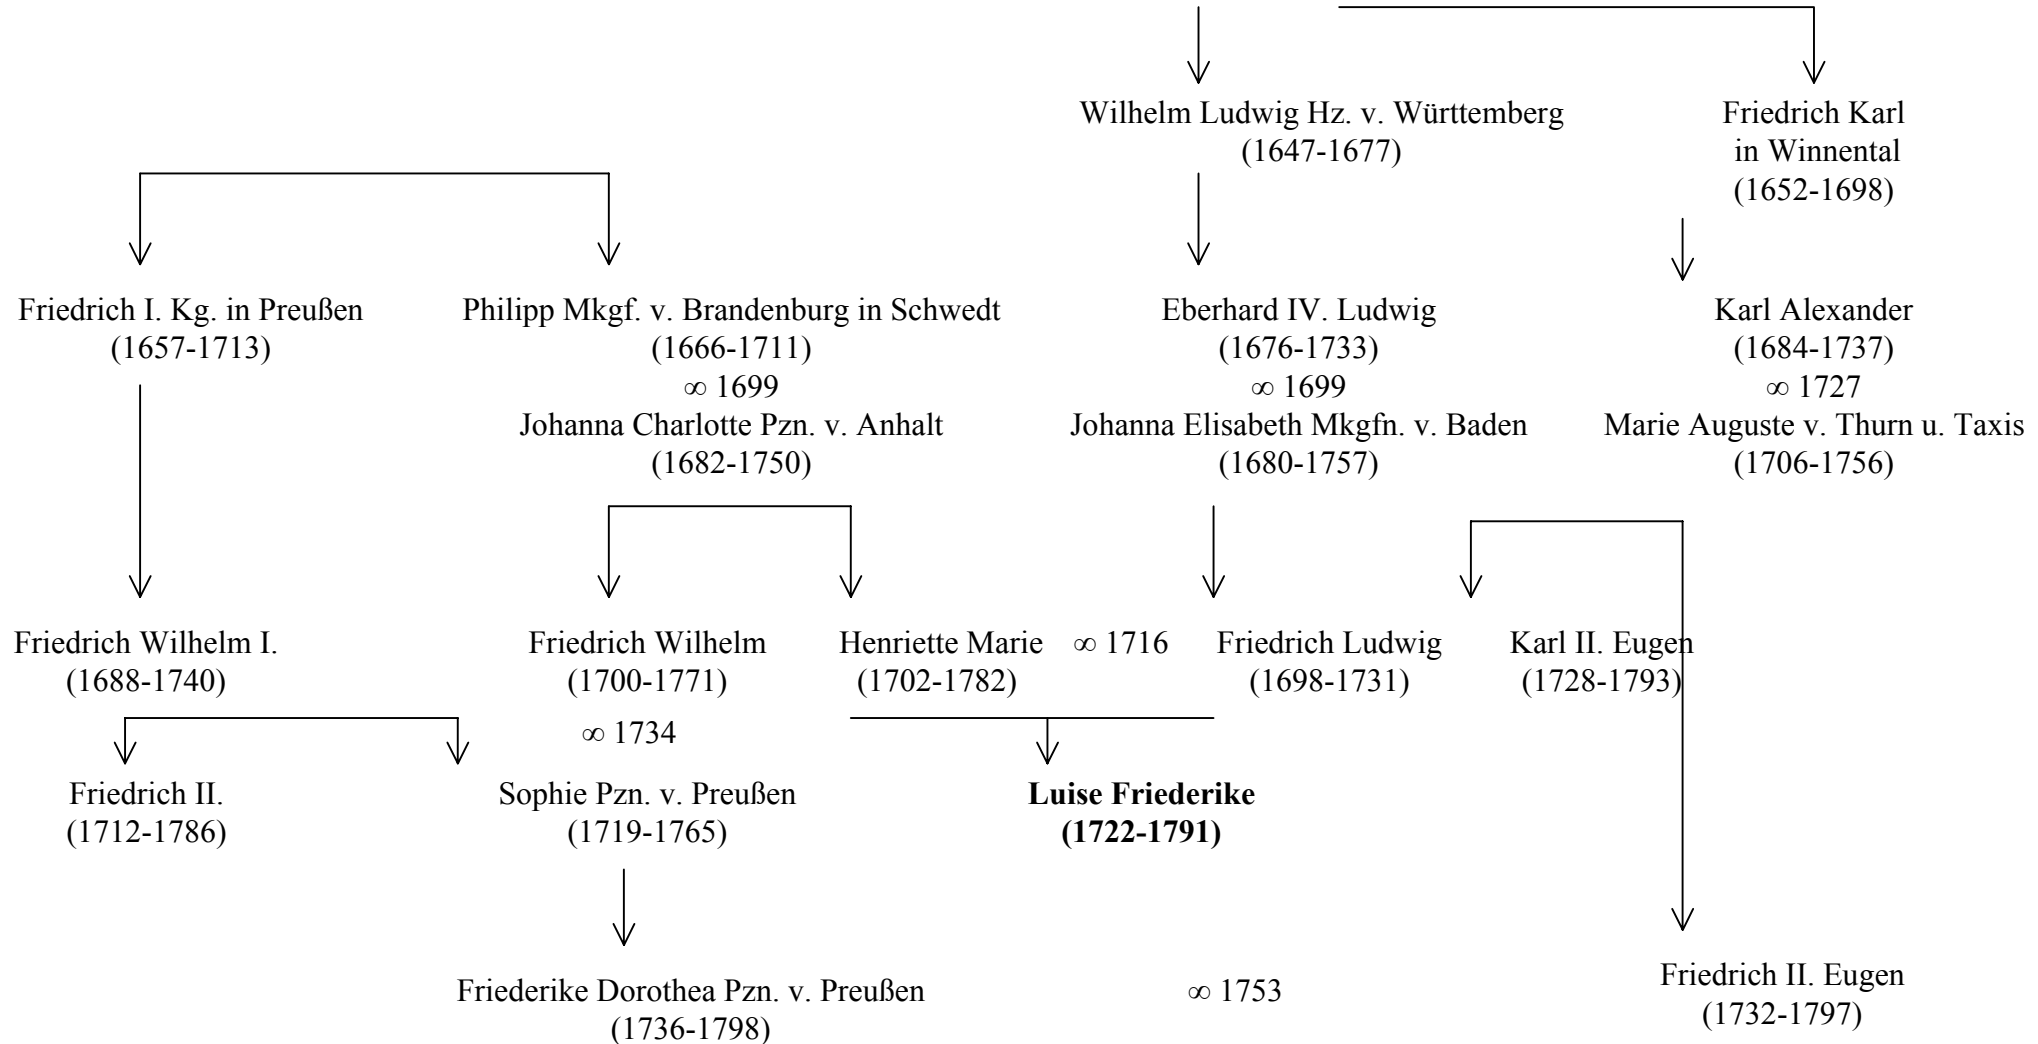 Wilhelm Ludwig Hz. v. Württemberg
(1647-1677)
Friedrich Karl
in Winnental
(1652-1698)
Friedrich I. Kg. in Preußen
(1657-1713)
Philipp Mkgf. v. Brandenburg in Schwedt
(1666-1711)
∞ 1699
Johanna Charlotte Pzn. v. Anhalt
(1682-1750)
Eberhard IV. Ludwig
(1676-1733)
∞ 1699
Johanna Elisabeth Mkgfn. v. Baden
(1680-1757)
Karl Alexander
(1684-1737)
∞ 1727
Marie Auguste v. Thurn u. Taxis
(1706-1756)
Friedrich Wilhelm I.
(1688-1740)
Friedrich Wilhelm
(1700-1771)
∞ 1734
Sophie Pzn. v. Preußen
(1719-1765)
Henriette Marie
(1702-1782)
∞ 1716
Friedrich Ludwig
(1698-1731)
Karl II. Eugen
(1728-1793)
Friedrich II.
(1712-1786)
Luise Friederike
(1722-1791)
Friederike Dorothea Pzn. v. Preußen
(1736-1798)
∞ 1753
Friedrich II. Eugen
(1732-1797)